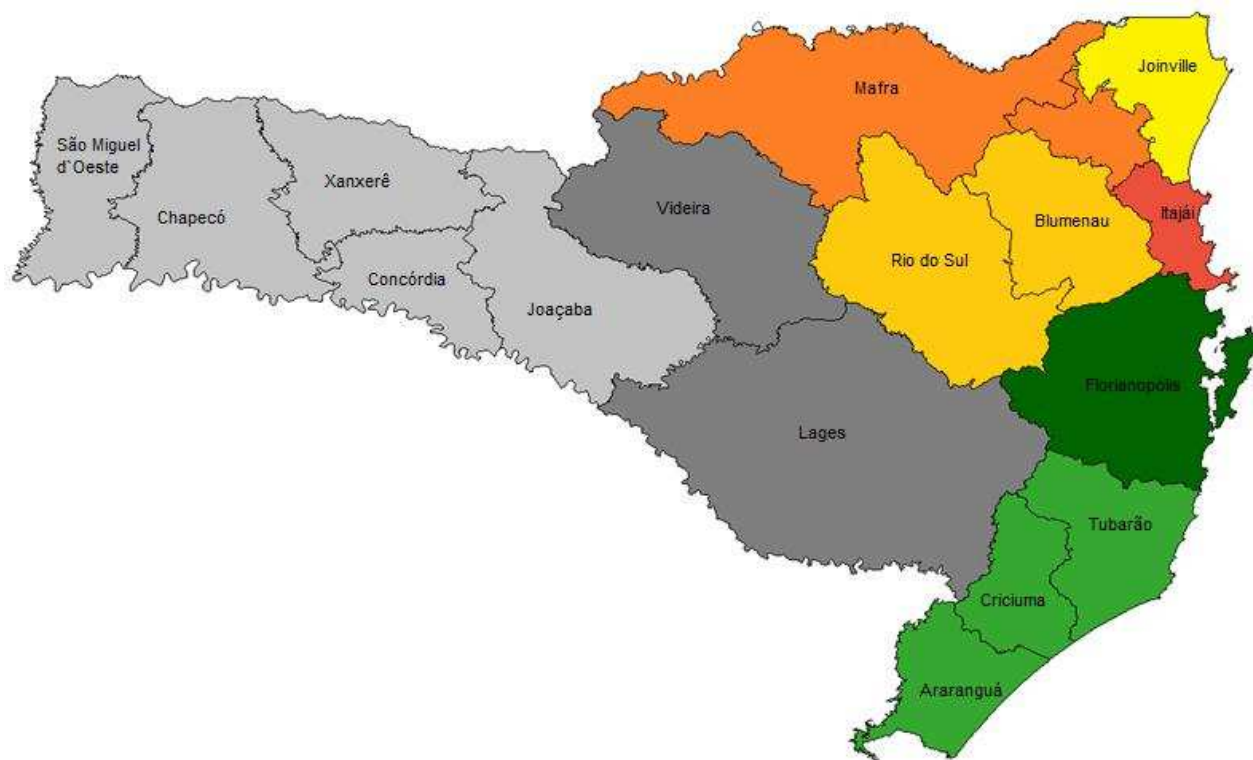 Joinville
Mafra
São Miguel
d`Oeste
Xanxerê
Videira
Chapecó
Blumenau
Itajái
Rio do Sul
Concórdia
Joaçaba
Florianopolis
Lages
Tubarão
Criciuma
Araranguá